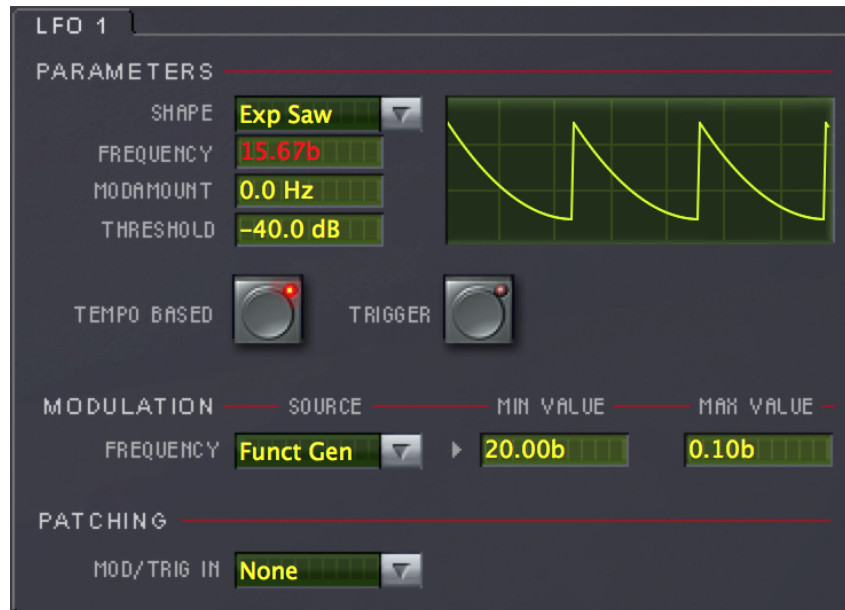 LFO 1
PARAMETERS
SHAPE Exp Saw
FREQUENCY 15.67b
MODAMOUNT 0.0 Hz
THRESHOLD -40.0 dB
TEMPO BASED TRIGGER
MODULATION SOURCE MIN VALUE MAX VALUE
FREQUENCY Funct Gen 20.00b 0.10b
PATCHING
MOD/TRIG IN None